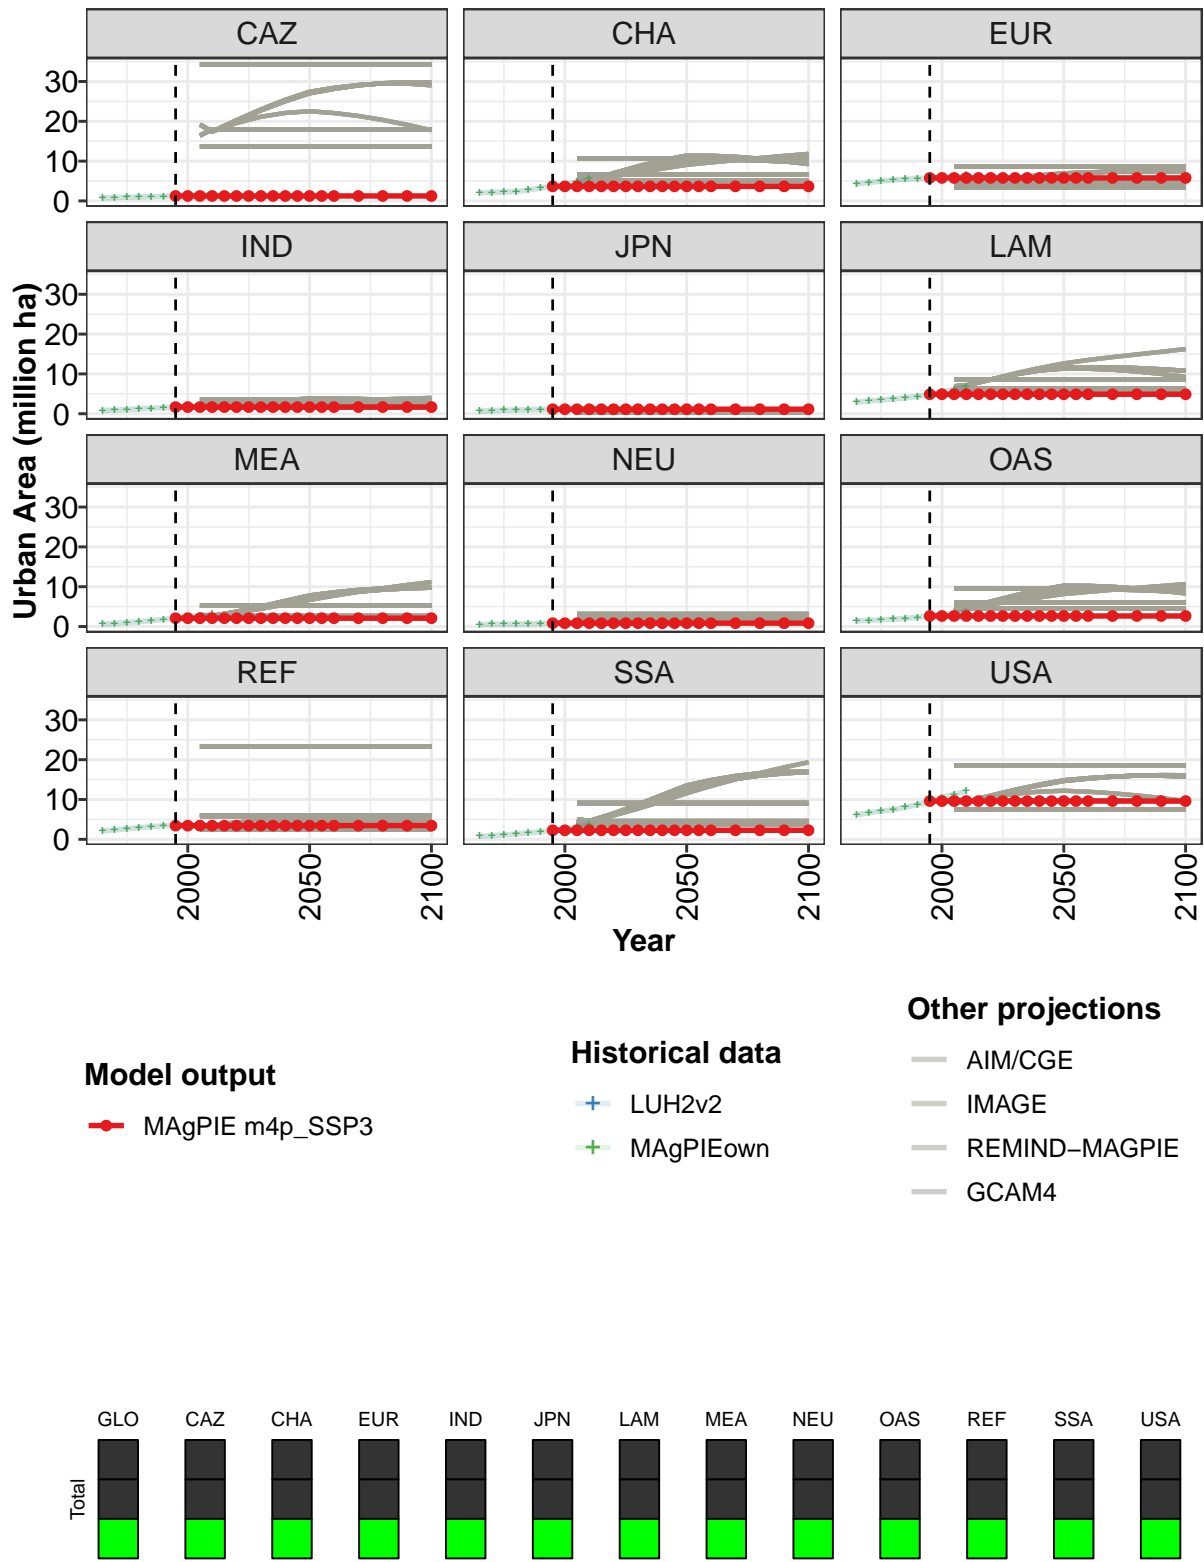 CAZ CHA EUR
30
20
10
0
IND JPN LAM
30
20
10
0
MEA NEU OAS
30
20
10
0
REF SSA USA
30
20
10
0
Urban Area (million ha)
2000 2050 2100 2000 2050 2100 2000 2050 2100
Year
Model output
MAgPIE m4p_SSP3
Historical data
LUH2v2
MAgPIEown
Other projections
AIM/CGE
IMAGE
REMIND−MAGPIE
GCAM4
GLO CAZ CHA EUR IND JPN LAM MEA NEU OAS REF SSA USA
Total